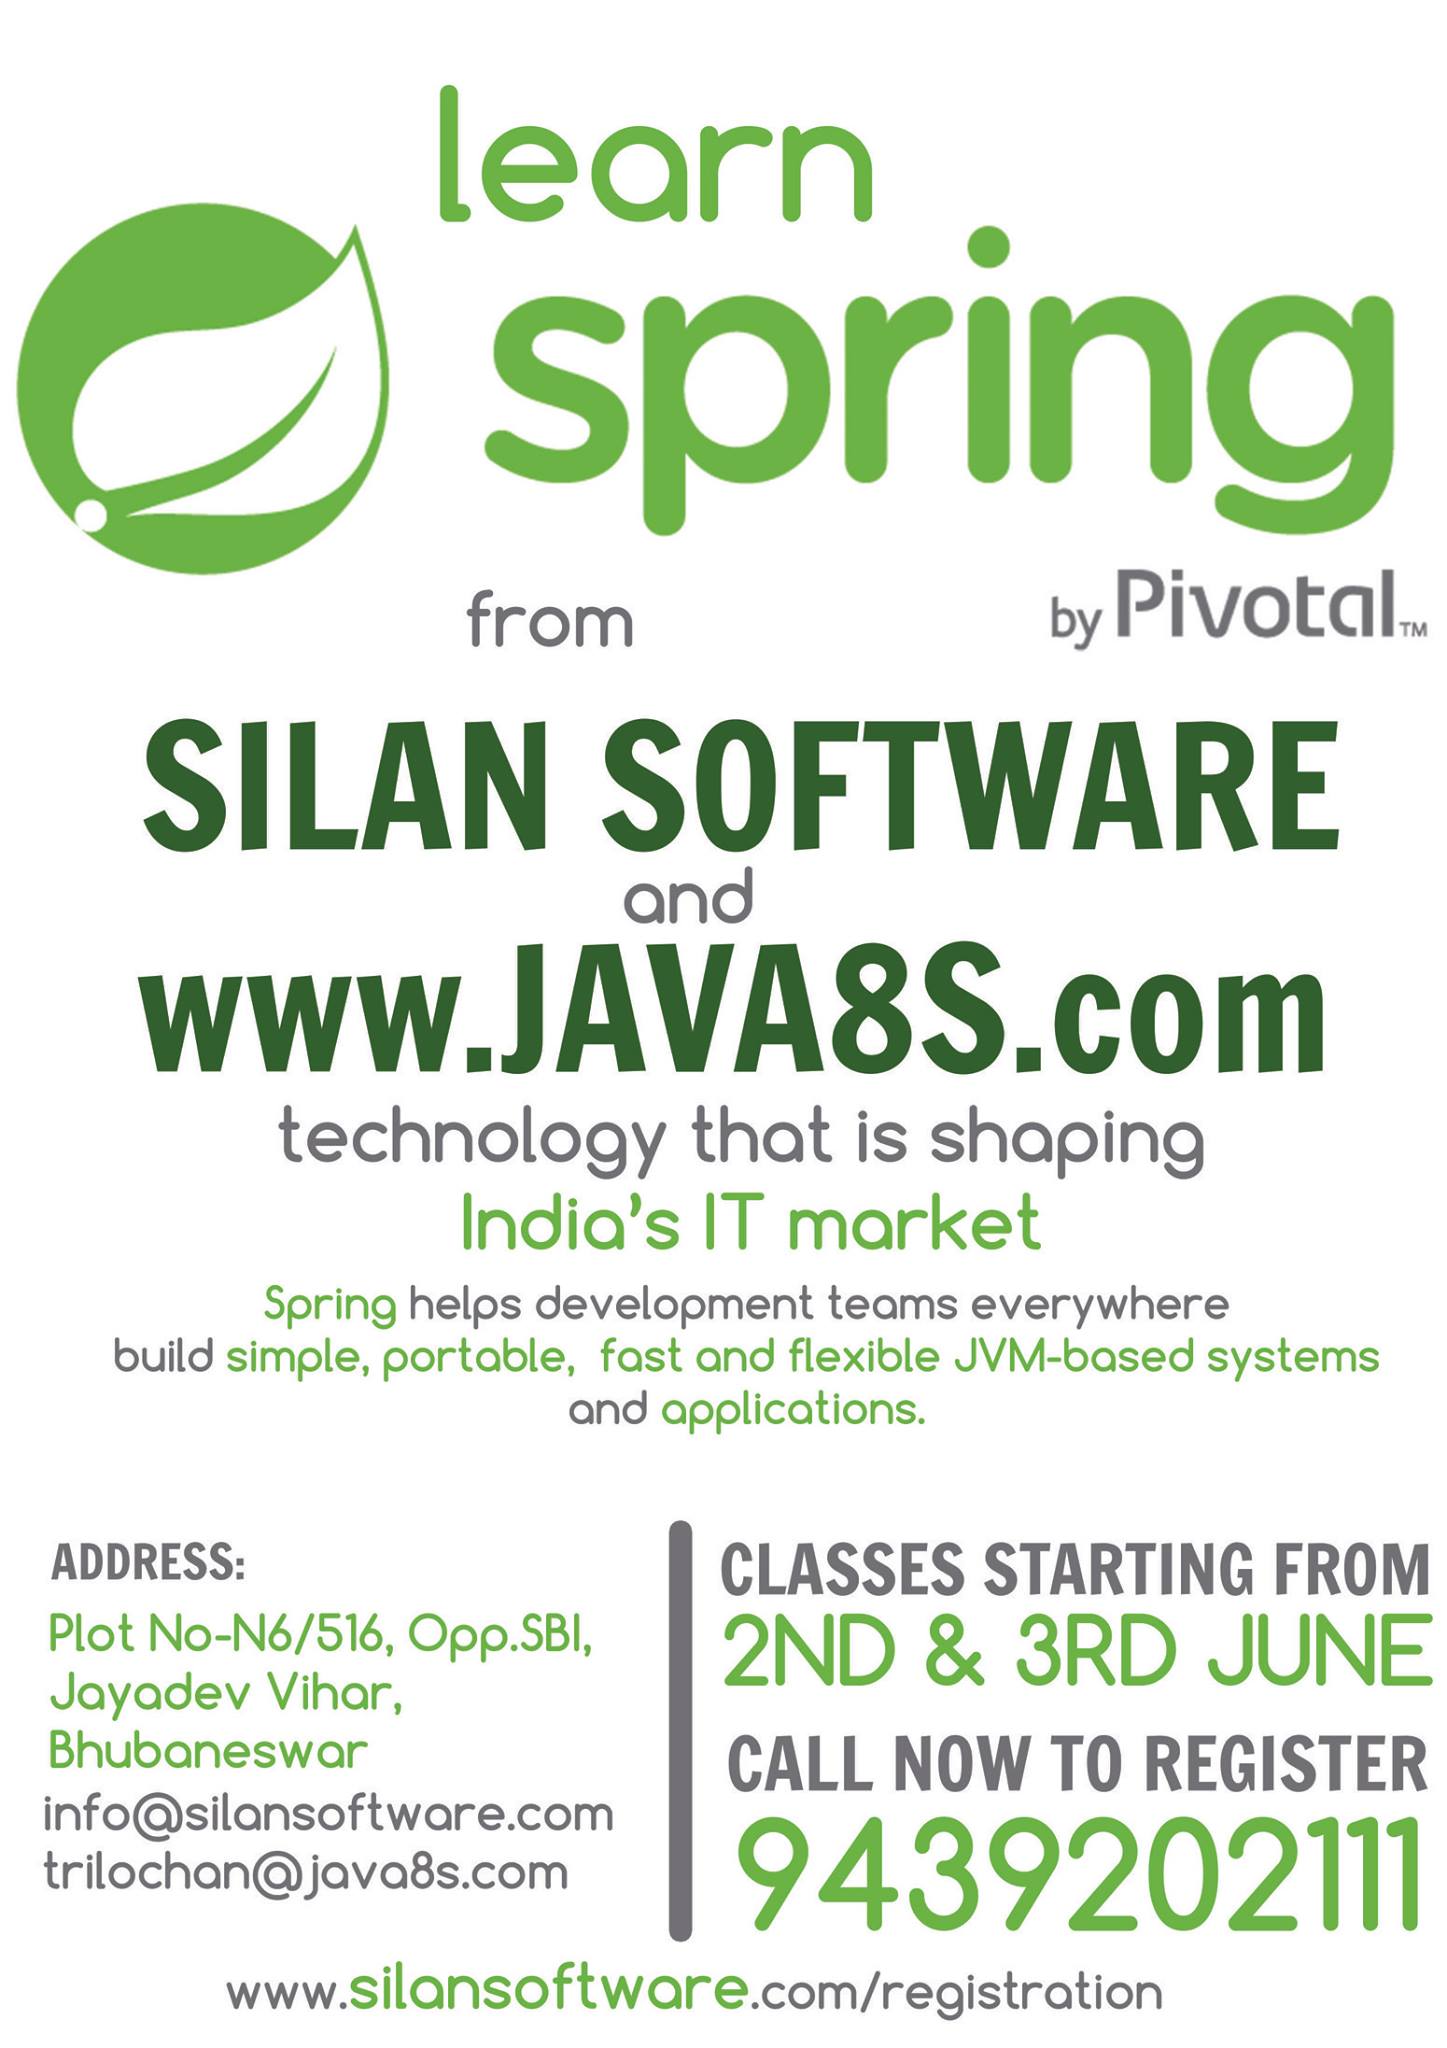 learn
spring
by Pivotal™
from
SILAN SOFTWARE
and
www.JAVA8S.com
technology that is shaping
India's IT market
Spring helps development teams everywhere
build simple, portable, fast and flexible JVM-based systems
and applications.
ADDRESS:
Plot No-N6/516, Opp.SBI,
Jayadev Vihar,
Bhubaneswar
info@silansoftware.com
trilochan@java8s.com
CLASSES STARTING FROM
2ND & 3RD JUNE
CALL NOW TO REGISTER
9439202111
www.silansoftware.com/registration